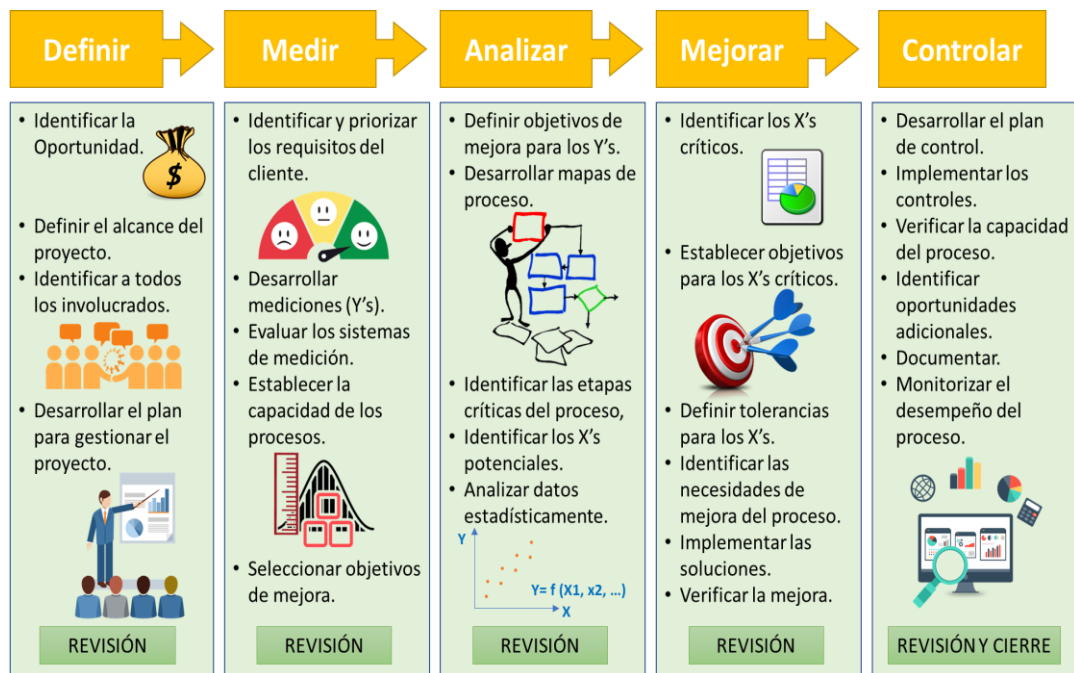 Definir
Medir
Analizar
Mejorar
Controlar
• Identificar la
Oportunidad.
$
• Definir el alcance del
proyecto.
• Identificar a todos
los involucrados.
• Desarrollar el plan
para gestionar el
proyecto.
REVISIÓN
• Identificar y priorizar
los requisitos del
cliente.
• Desarrollar
mediciones (Y's).
• Evaluar los sistemas
de medición.
• Establecer la
capacidad de los
procesos.
• Seleccionar objetivos
de mejora.
REVISIÓN
• Definir objetivos de
mejora para los Y's.
• Desarrollar mapas de
proceso.
• Identificar las etapas
críticas del proceso,
• Identificar los X's
potenciales.
• Analizar datos
estadísticamente.
Y
Y= f (X1, x2, ...)
X
REVISIÓN
• Identificar los X's
críticos.
• Establecer objetivos
para los X's críticos.
• Definir tolerancias
para los X's.
• Identificar las
necesidades de
mejora del proceso.
• Implementar las
soluciones.
• Verificar la mejora.
REVISIÓN
• Desarrollar el plan
de control.
• Implementar los
controles.
• Verificar la capacidad
del proceso.
• Identificar
oportunidades
adicionales.
• Documentar.
• Monitorizar el
desempeño del
proceso.
REVISIÓN Y CIERRE